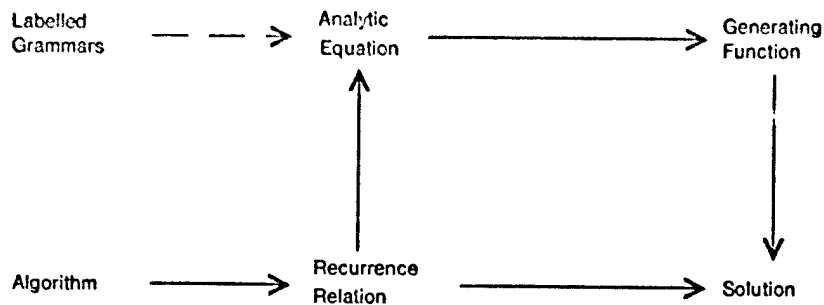 Labelled
Grammars
Analytic
Equation
Generating
Function
Algorithm
Recurrence
Relation
Solution